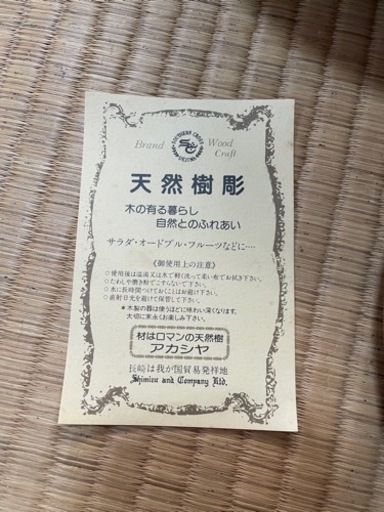 SOUTHERN CROSS
Brand SC Wood
Craft
天然樹彫
木の有る暮らし
自然とのふれあい
サラダ・オードブル・フルーツなどに‥‥
《御使用上の注意》
○使用後は温湯又は水で軽く洗って柔い布でお拭き下さい。
○たわしや磨き粉でこすらないで下さい。
○水に長時間つけておくことはお避け下さい。
○直射日光を避けて保管して下さい。
＊木製の器は使うほどに味わい深くなります。
大切に末永くお楽しみ下さい。
材はロマンの天然樹
アカシヤ
長崎は我が国貿易発祥地
Shimizu and Company Ltd.